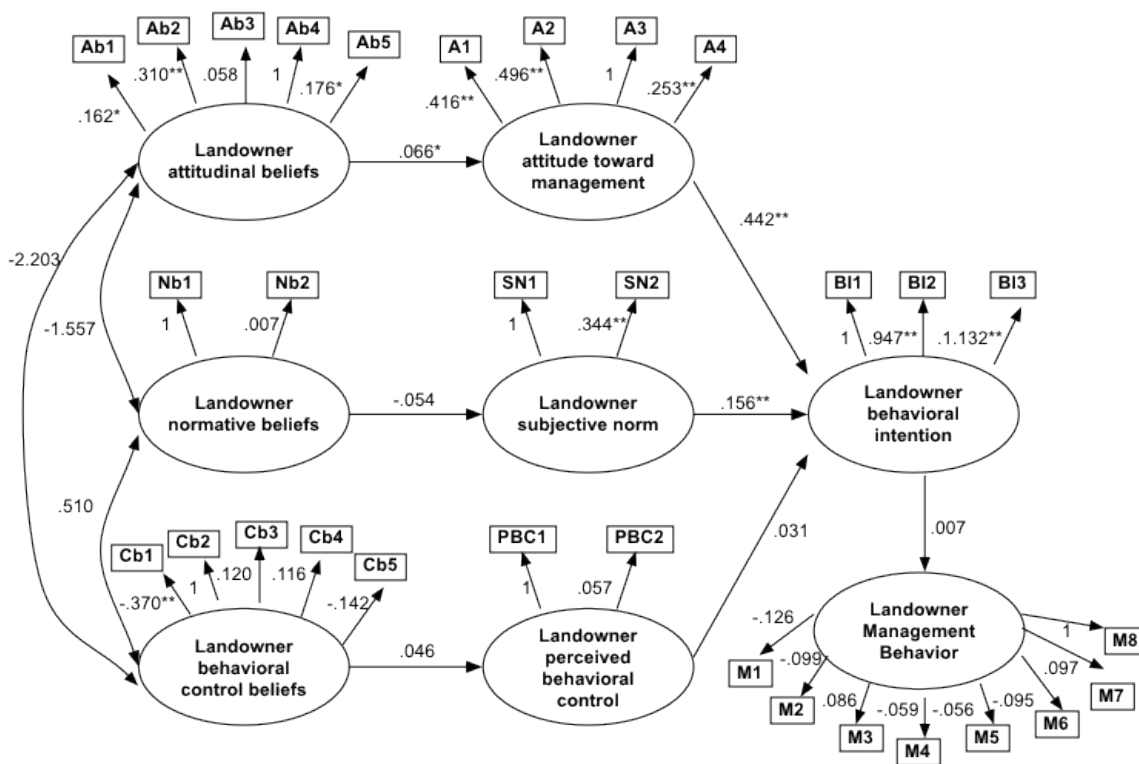 Ab1
Ab2
Ab3
Ab4
Ab5
.162*
.310**
.058
1
.176*
Landowner
attitudinal beliefs
.066*
A1
A2
A3
A4
.416**
.496**
1
.253**
Landowner
attitude toward
management
.442**
-2.203
-1.557
.510
Nb1
Nb2
1
.007
Landowner
normative beliefs
-.054
SN1
SN2
1
.344**
Landowner
subjective norm
.156**
BI1
BI2
BI3
1
.947**
.1.132**
Landowner
behavioral
intention
Cb1
Cb2
Cb3
Cb4
Cb5
-.370**
1
.120
.116
-.142
Landowner
behavioral
control beliefs
.046
PBC1
PBC2
1
.057
Landowner
perceived
behavioral
control
.031
.007
Landowner
Management
Behavior
-.126
-.099
.086
-.059
-.056
-.095
.097
1
M1
M2
M3
M4
M5
M6
M7
M8